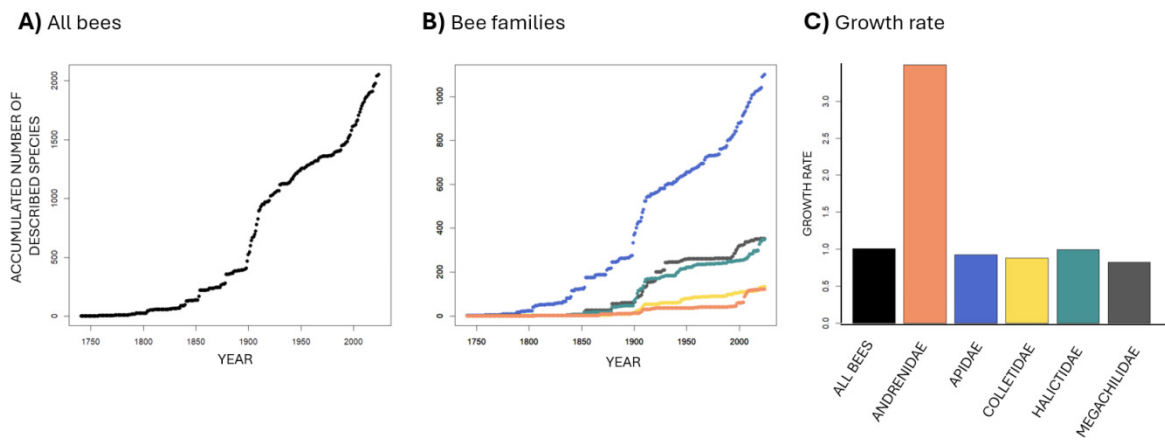 A) All bees
B) Bee families
C) Growth rate
ACCUMULATED NUMBER OF
DESCRIBED SPECIES
2000
1500
1000
500
0
1750
1800
1850
1900
1950
2000
YEAR
1000
800
600
400
200
0
1750
1800
1850
1900
1950
2000
YEAR
GROWTH RATE
3.0
2.5
2.0
1.5
1.0
0.5
0.0
ALL BEES
ANDRENIDAE
APIDAE
COLLETIDAE
HALICTIDAE
MEGACHILIDAE